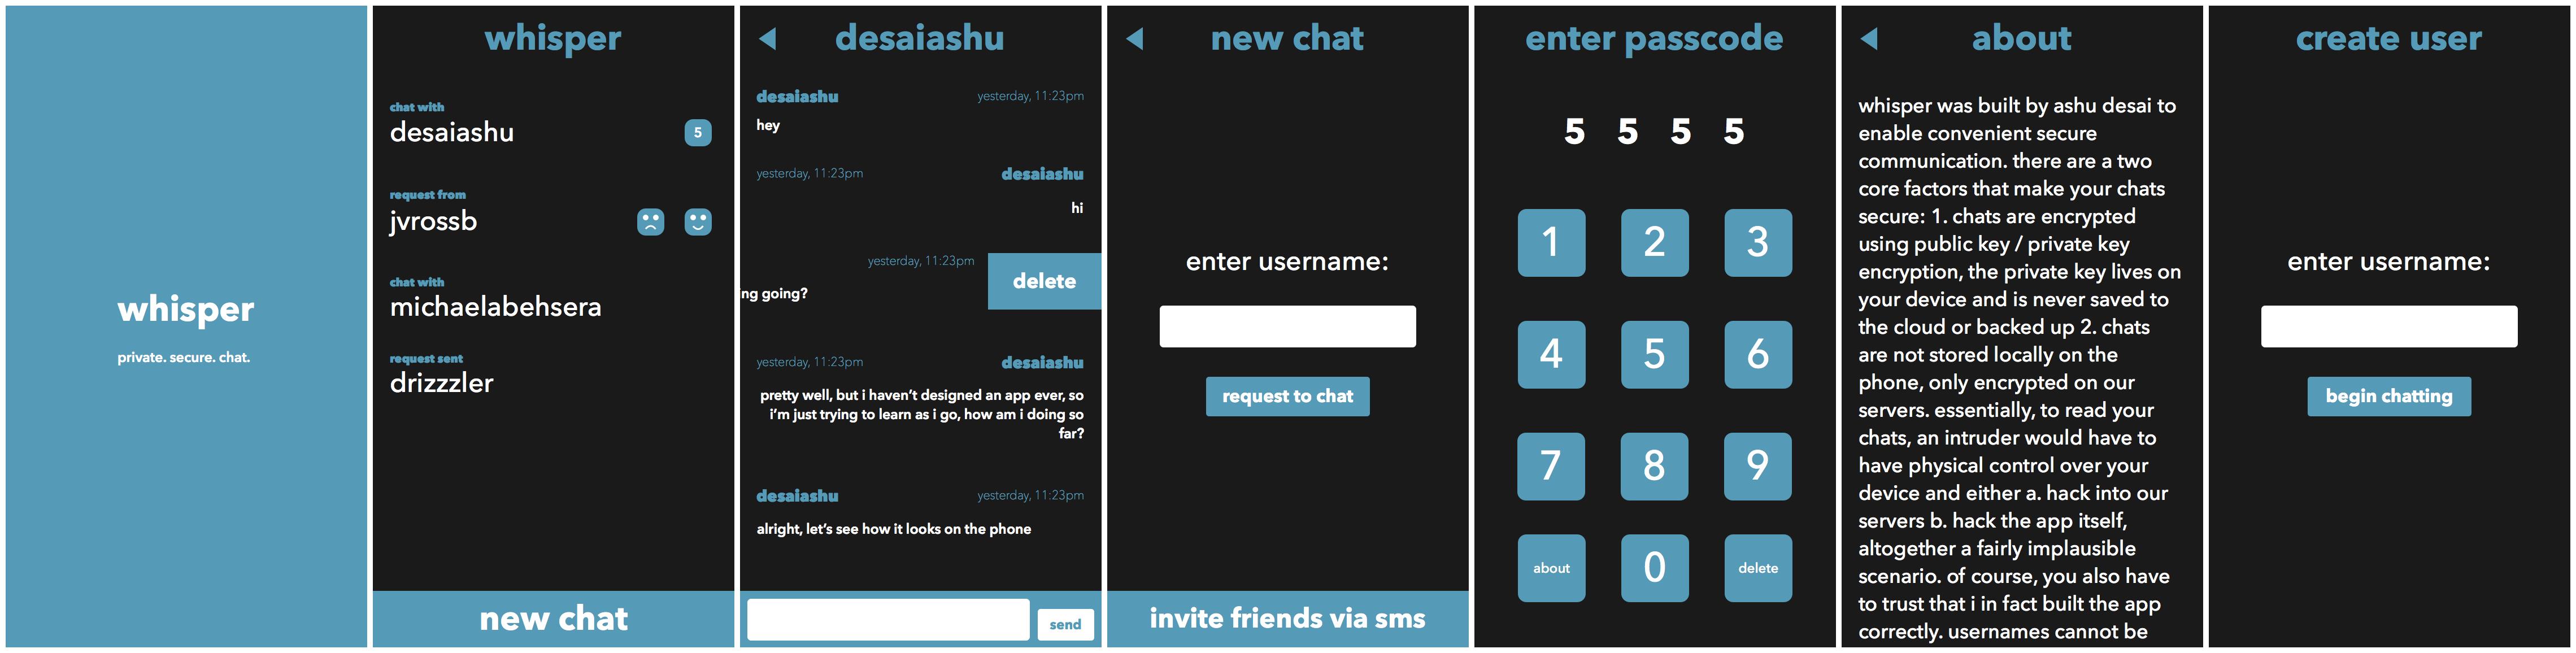 whisper
private. secure. chat.
whisper
chat with
desaiashu
5
request from
jvrossb
chat with
michaelabehsera
request sent
drizzzler
new chat
desaiashu
desaiashu yesterday, 11:23pm
hey
yesterday, 11:23pm desaiashu
hi
yesterday, 11:23pm
ing going?
delete
yesterday, 11:23pm desaiashu
pretty well, but i haven't designed an app ever, so
i'm just trying to learn as i go, how am i doing so
far?
desaiashu yesterday, 11:23pm
alright, let's see how it looks on the phone
send
new chat
enter username:
request to chat
invite friends via sms
enter passcode
5 5 5 5
1 2 3
4 5 6
7 8 9
about 0 delete
about
whisper was built by ashu desai to
enable convenient secure
communication. there are a two
core factors that make your chats
secure: 1. chats are encrypted
using public key / private key
encryption, the private key lives on
your device and is never saved to
the cloud or backed up 2. chats
are not stored locally on the
phone, only encrypted on our
servers. essentially, to read your
chats, an intruder would have to
have physical control over your
device and either a. hack into our
servers b. hack the app itself,
altogether a fairly implausible
scenario. of course, you also have
to trust that i in fact built the app
correctly. usernames cannot be
create user
enter username:
begin chatting